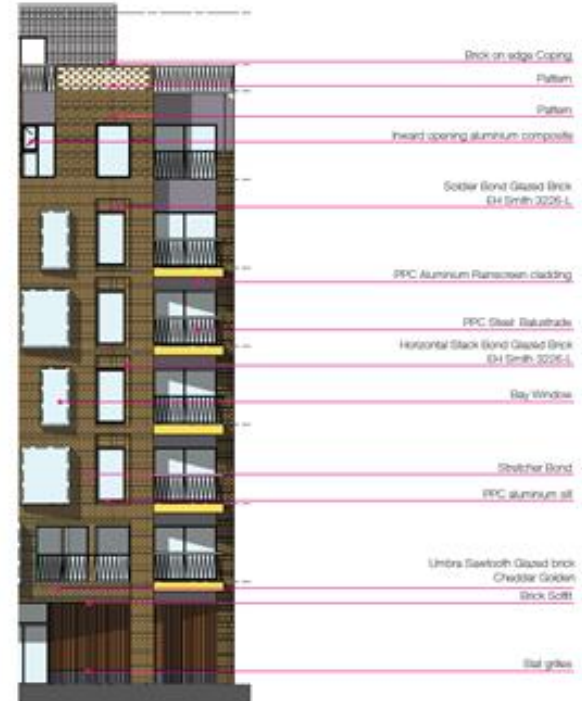 Brick on edge Coping
Pattern
Pattern
Inward opening aluminium composite
Soldier Bond Glazed Brick
EH Smith 3226-L
PPC Aluminium Rainscreen cladding
PPC Steel Balustrade
Horizontal Stack Bond Glazed Brick
EH Smith 3226-L
Bay Window
Stretcher Bond
PPC aluminium sill
Umbra Sawtooth Glazed brick
Cheddar Golden
Brick Soffit
Slat grilles